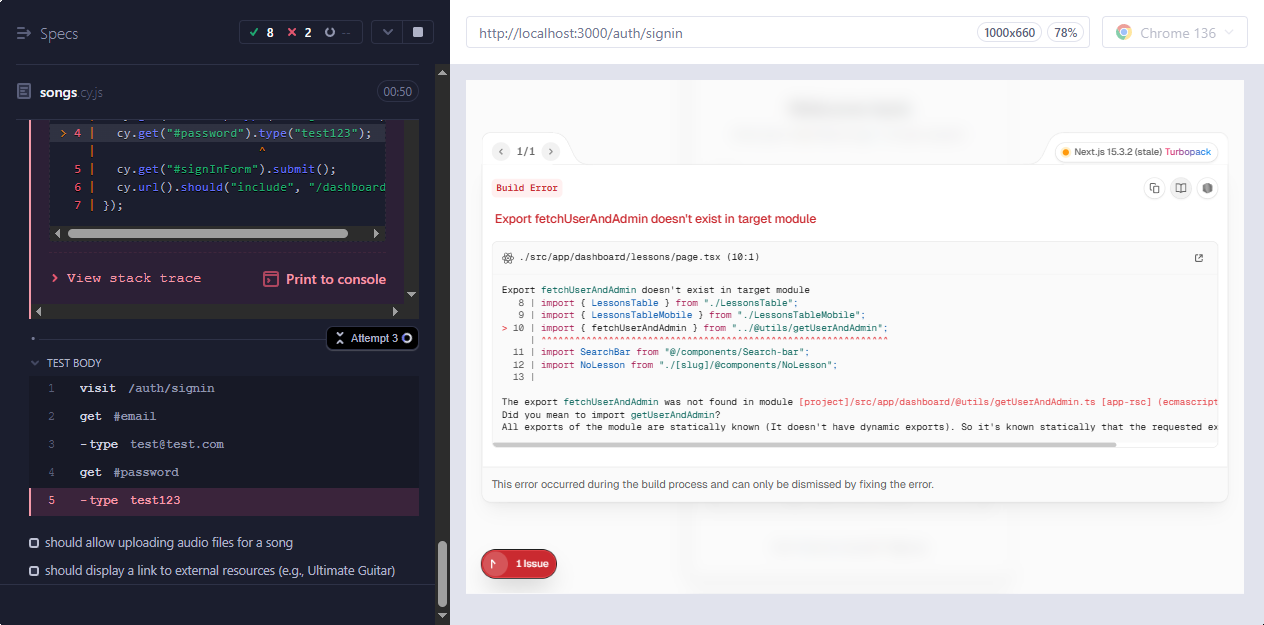 Specs
8 2 --
songs.cy.js
00:50
> 4 | cy.get("#password").type("test123");
| ^
5 | cy.get("#signInForm").submit();
6 | cy.url().should("include", "/dashboard
7 | });
> View stack trace
Print to console
Attempt 3
TEST BODY
1 visit /auth/signin
2 get #email
3 -type test@test.com
4 get #password
5 -type test123
should allow uploading audio files for a song
should display a link to external resources (e.g., Ultimate Guitar)
http://localhost:3000/auth/signin
1000x660
78%
Chrome 136
1/1
Next.js 15.3.2 (stale) Turbopack
Build Error
Export fetchUserAndAdmin doesn't exist in target module
./src/app/dashboard/lessons/page.tsx (10:1)
Export fetchUserAndAdmin doesn't exist in target module
8 | import { LessonsTable } from "./LessonsTable";
9 | import { LessonsTableMobile } from "./LessonsTableMobile";
> 10 | import { fetchUserAndAdmin } from "../@utils/getUserAndAdmin";
| ^^^^^^^^^^^^^^^^^^^^^^^^^^^^^^^^^^^^^^^^^^^^^^^^^^^^^^^^^^^^^^
11 | import SearchBar from "@/components/Search-bar";
12 | import NoLesson from "./[slug]/@components/NoLesson";
13 |
The export fetchUserAndAdmin was not found in module [project]/src/app/dashboard/@utils/getUserAndAdmin.ts [app-rsc] (ecmascript
Did you mean to import getUserAndAdmin?
All exports of the module are statically known (It doesn't have dynamic exports). So it's known statically that the requested ex
This error occurred during the build process and can only be dismissed by fixing the error.
1 Issue